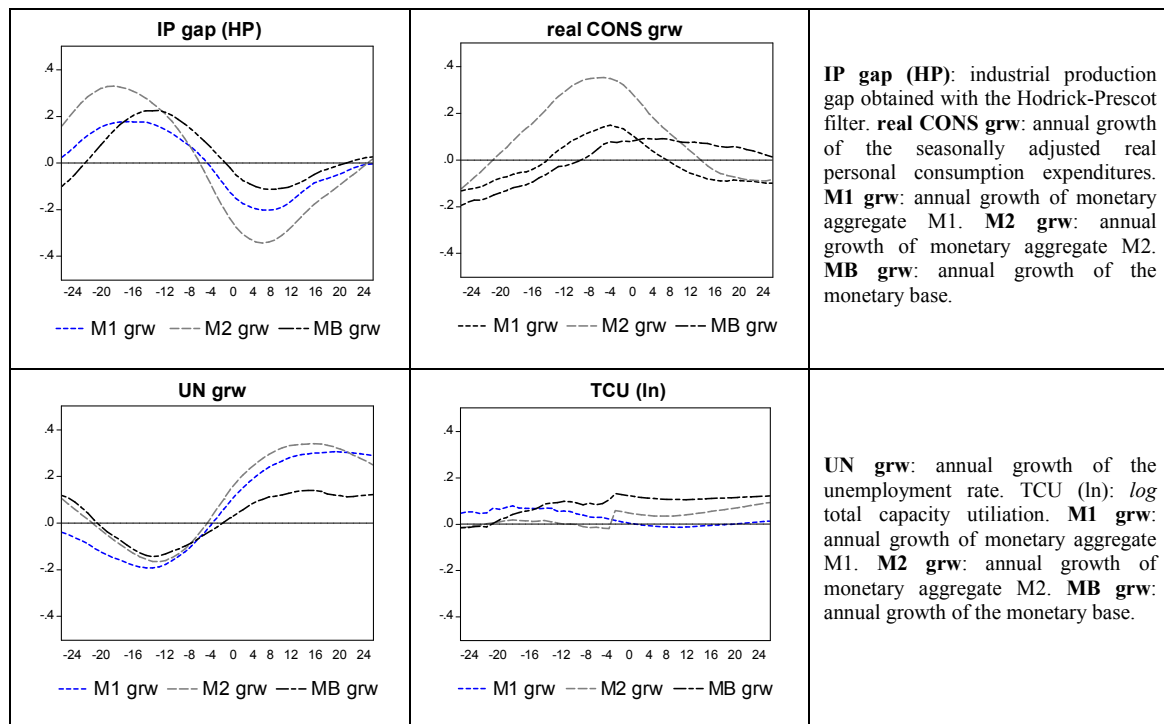 IP gap (HP)
.4
.2
.0
-.2
-.4
-24 -20 -16 -12 -8 -4 0 4 8 12 16 20 24
M1 grw M2 grw MB grw
real CONS grw
.4
.2
.0
-.2
-.4
-24 -20 -16 -12 -8 -4 0 4 8 12 16 20 24
M1 grw M2 grw MB grw
IP gap (HP): industrial production
gap obtained with the Hodrick-Prescot
filter. real CONS grw: annual growth
of the seasonally adjusted real
personal consumption expenditures.
M1 grw: annual growth of monetary
aggregate M1. M2 grw: annual
growth of monetary aggregate M2.
MB grw: annual growth of the
monetary base.
UN grw
.4
.2
.0
-.2
-.4
-24 -20 -16 -12 -8 -4 0 4 8 12 16 20 24
M1 grw M2 grw MB grw
TCU (ln)
.4
.2
.0
-.2
-.4
-24 -20 -16 -12 -8 -4 0 4 8 12 16 20 24
M1 grw M2 grw MB grw
UN grw: annual growth of the
unemployment rate. TCU (ln): log
total capacity utiliation. M1 grw:
annual growth of monetary aggregate
M1. M2 grw: annual growth of
monetary aggregate M2. MB grw:
annual growth of the monetary base.